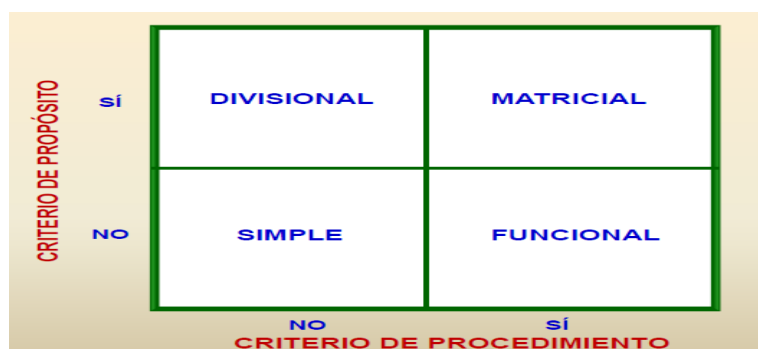 CRITERIO DE PROPÓSITO
SÍ
DIVISIONAL
MATRICIAL
NO
SIMPLE
FUNCIONAL
NO
SÍ
CRITERIO DE PROCEDIMIENTO